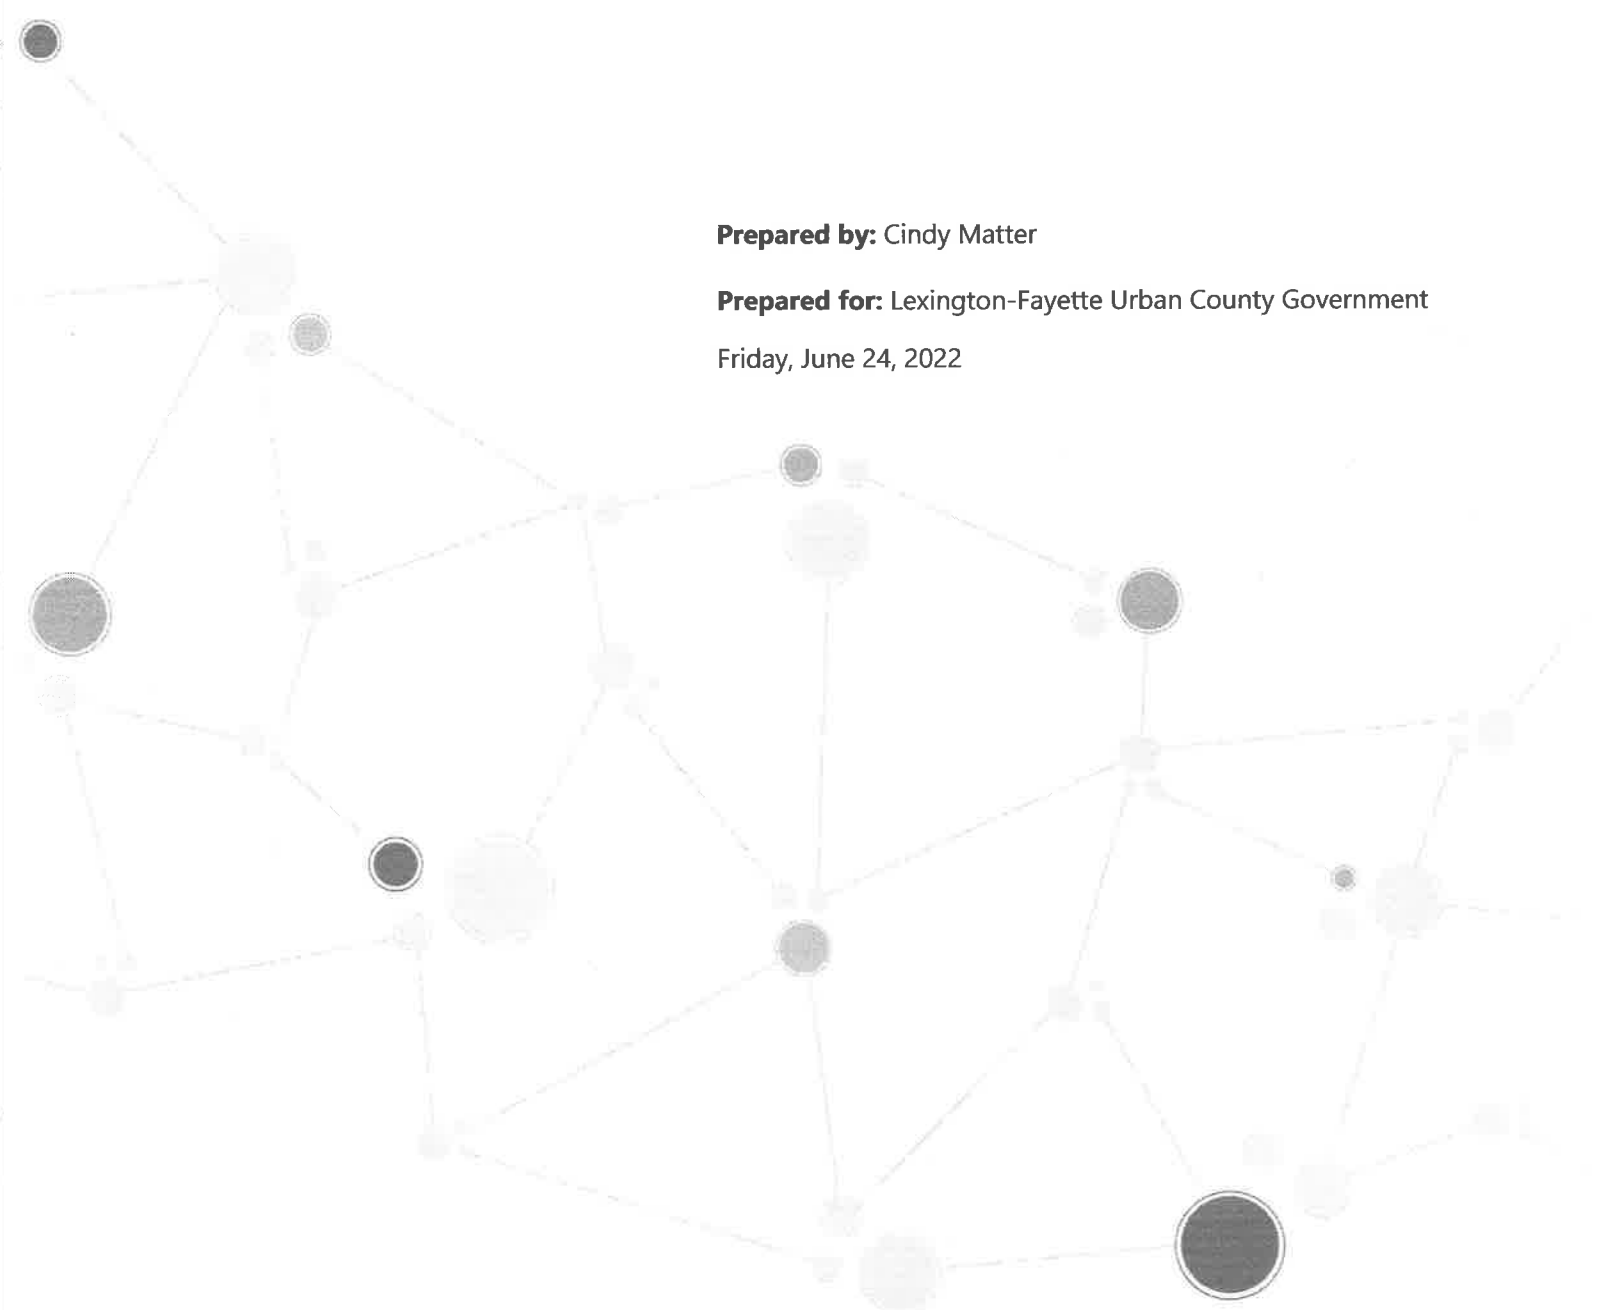 Prepared by: Cindy Matter
Prepared for: Lexington-Fayette Urban County Government
Friday, June 24, 2022